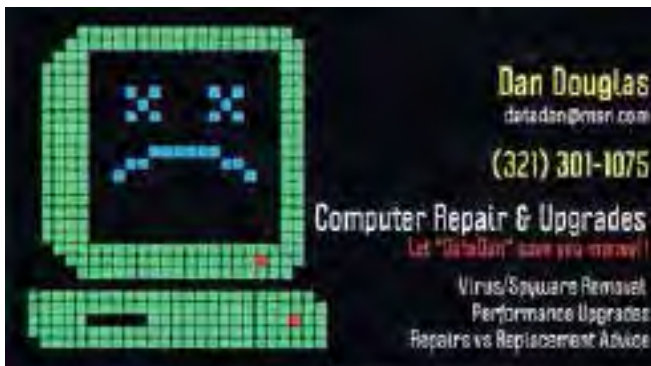 Dan Douglas
datadan@msn.com
(321) 301-1075
Computer Repair & Upgrades
Let "DataDan" save you money!!
Virus/Spyware Removal
Performance Upgrades
Repairs vs Replacement Advice